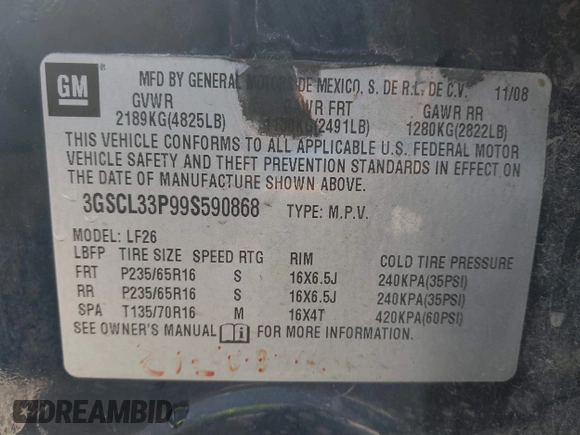 GM
MFD BY GENERAL MOTORS DE MEXICO, S. DE R.L. DE C.V. 11/08
GVWR GAWR FRT GAWR RR
2189KG(4825LB) 1130KG(2491LB) 1280KG(2822LB)
THIS VEHICLE CONFORMS TO ALL APPLICABLE U.S. FEDERAL MOTOR
VEHICLE SAFETY AND THEFT PREVENTION STANDARDS IN EFFECT ON
THE DATE OF MANUFACTURE SHOWN ABOVE.
3GSCL33P99S590868 TYPE: M.P.V.
MODEL: LF26
LBFP TIRE SIZE SPEED RTG RIM COLD TIRE PRESSURE
FRT P235/65R16 S 16X6.5J 240KPA(35PSI)
RR P235/65R16 S 16X6.5J 240KPA(35PSI)
SPA T135/70R16 M 16X4T 420KPA(60PSI)
SEE OWNER'S MANUAL FOR MORE INFORMATION.
DREAMBID